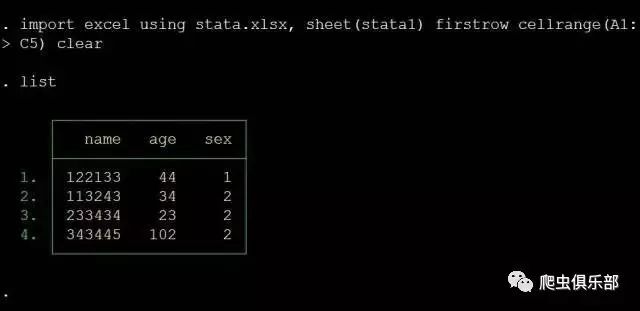 . import excel using stata.xlsx, sheet(stata1) firstrow cellrange(A1:
> C5) clear
. list
name age sex
1. 122133 44 1
2. 113243 34 2
3. 233434 23 2
4. 343445 102 2
.
爬虫俱乐部